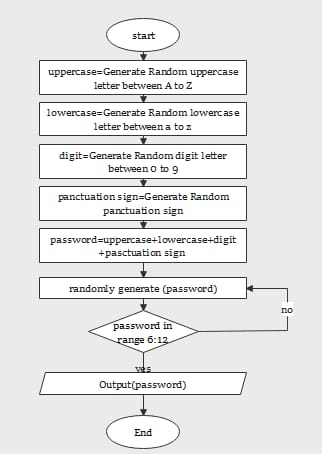 start
uppercase=Generate Random uppercase
letter between A to Z
lowercase=Generate Random lowercase
letter between a to z
digit=Generate Random digit letter
between 0 to 9
panctuation sign=Generate Random
panctuation sign
password=uppercase+lowercase+digit
+pasctuation sign
randomly generate (password)
no
password in
range 6:12
yes
Output(password)
End